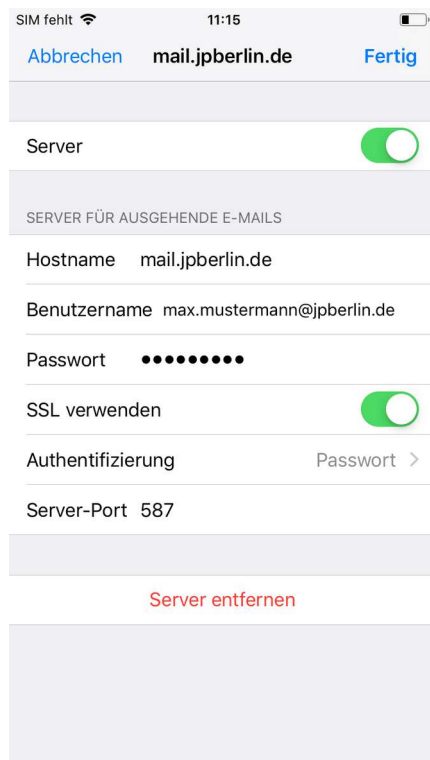 SIM fehlt 11:15
Abbrechen mail.jpberlin.de Fertig
Server
SERVER FÜR AUSGEHENDE E-MAILS
Hostname mail.jpberlin.de
Benutzername max.mustermann@jpberlin.de
Passwort ●●●●●●●●●
SSL verwenden
Authentifizierung Passwort >
Server-Port 587
Server entfernen